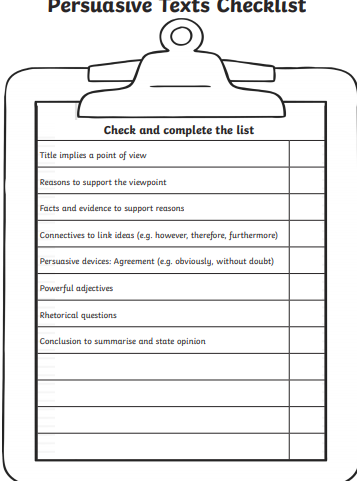 Persuasive Texts Checklist
Check and complete the list
Title implies a point of view
Reasons to support the viewpoint
Facts and evidence to support reasons
Connectives to link ideas (e.g. however, therefore, furthermore)
Persuasive devices: Agreement (e.g. obviously, without doubt)
Powerful adjectives
Rhetorical questions
Conclusion to summarise and state opinion